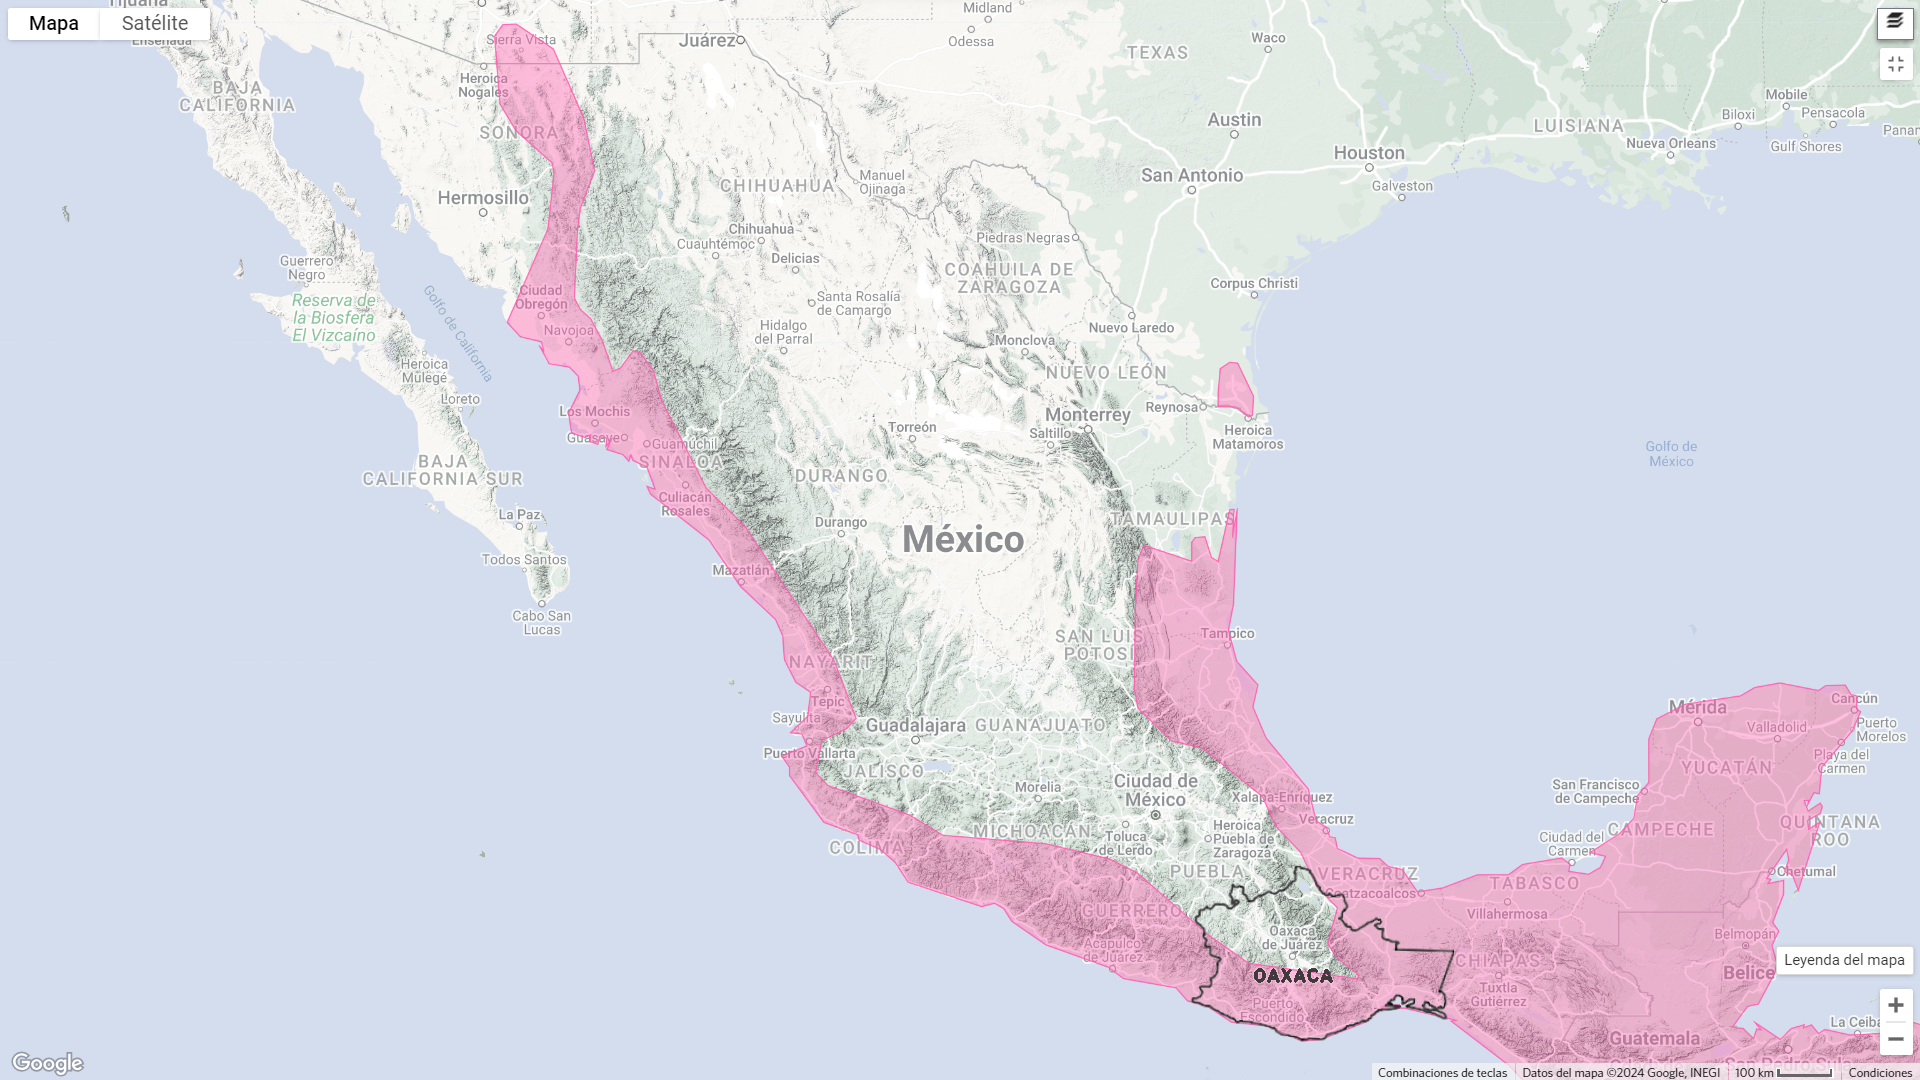 Mapa
Satélite
Tijuana
Ensenada
Sierra Vista
Juárez
Midland
Odessa
TEXAS
Waco
BAJA
CALIFORNIA
Heroica
Nogales
SONORA
Hermosillo
CHIHUAHUA
Manuel
Ojinaga
Chihuahua
Cuauhtémoc
Delicias
Austin
San Antonio
Houston
Galveston
LUISIANA
Nueva Orleans
Biloxi
Mobile
Pensacola
Gulf Shores
Panam
Guerrero
Negro
Reserva de
la Biosfera
El Vizcaíno
Golfo de California
Ciudad
Obregón
Navojoa
Piedras Negras
COAHUILA DE
ZARAGOZA
Santa Rosalía
de Camargo
Hidalgo
del Parral
Corpus Christi
Nuevo Laredo
Monclova
Heroica
Mulegé
Loreto
NUEVO LEÓN
Los Mochis
Guasave
Guamúchil
SINALOA
Torreón
Saltillo
Monterrey
Reynosa
Heroica
Matamoros
Golfo de
México
BAJA
CALIFORNIA SUR
La Paz
Todos Santos
Cabo San
Lucas
Culiacán
Rosales
DURANGO
Durango
México
TAMAULIPAS
Mazatlán
NAYARIT
SAN LUIS
POTOSÍ
Tampico
Tepic
Sayulita
Puerto Vallarta
Guadalajara
GUANAJUATO
JALISCO
Morelia
Ciudad de
México
Xalapa-Enríquez
Veracruz
COLIMA
MICHOACÁN
Toluca
de Lerdo
Heroica
Puebla de
Zaragoza
PUEBLA
VERACRUZ
Coatzacoalcos
Mérida
Cancún
Valladolid
Puerto
Morelos
Playa del
Carmen
YUCATÁN
San Francisco
de Campeche
CAMPECHE
QUINTANA
ROO
Ciudad del
Carmen
Chetumal
TABASCO
Villahermosa
GUERRERO
Acapulco
de Juárez
Oaxaca
de Juárez
OAXACA
Puerto
Escondido
CHIAPAS
Tuxtla
Gutiérrez
Belmopán
Belice
Leyenda del mapa
La Ceiba
Guatemala
San Pedro Sula
Google
Combinaciones de teclas
Datos del mapa ©2024 Google, INEGI
100 km
Condiciones